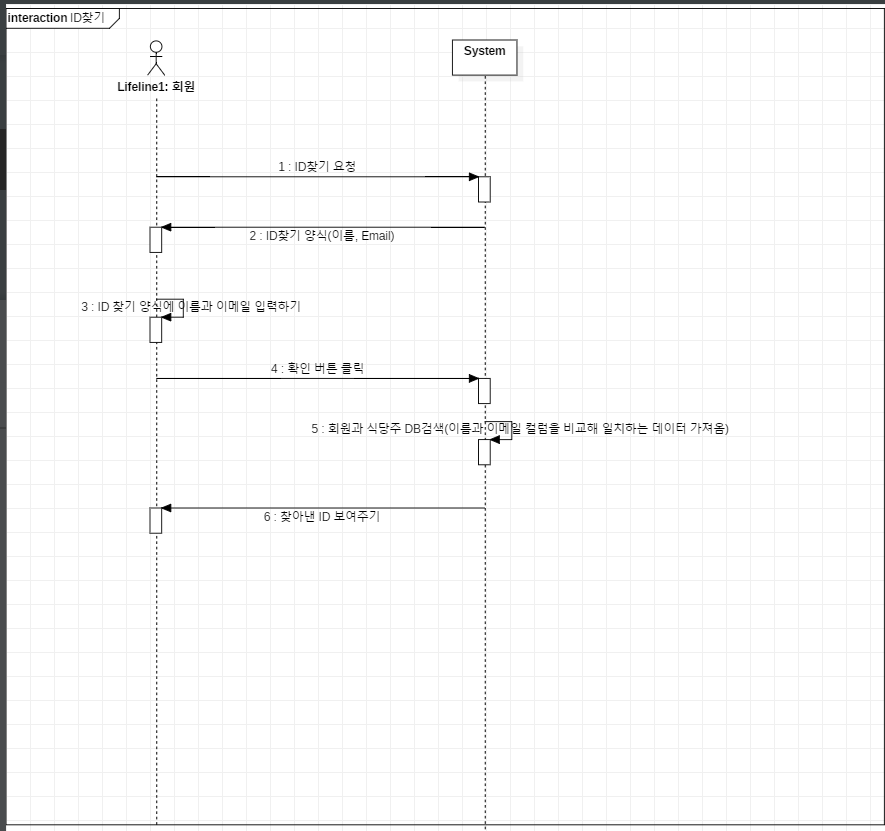 interaction ID찾기
Lifeline1: 회원
System
1 : ID찾기 요청
2 : ID찾기 양식(이름, Email)
3 : ID 찾기 양식에 이름과 이메일 입력하기
4 : 확인 버튼 클릭
5 : 회원과 식당주 DB검색(이름과 이메일 컬럼을 비교해 일치하는 데이터 가져옴)
6 : 찾아낸 ID 보여주기